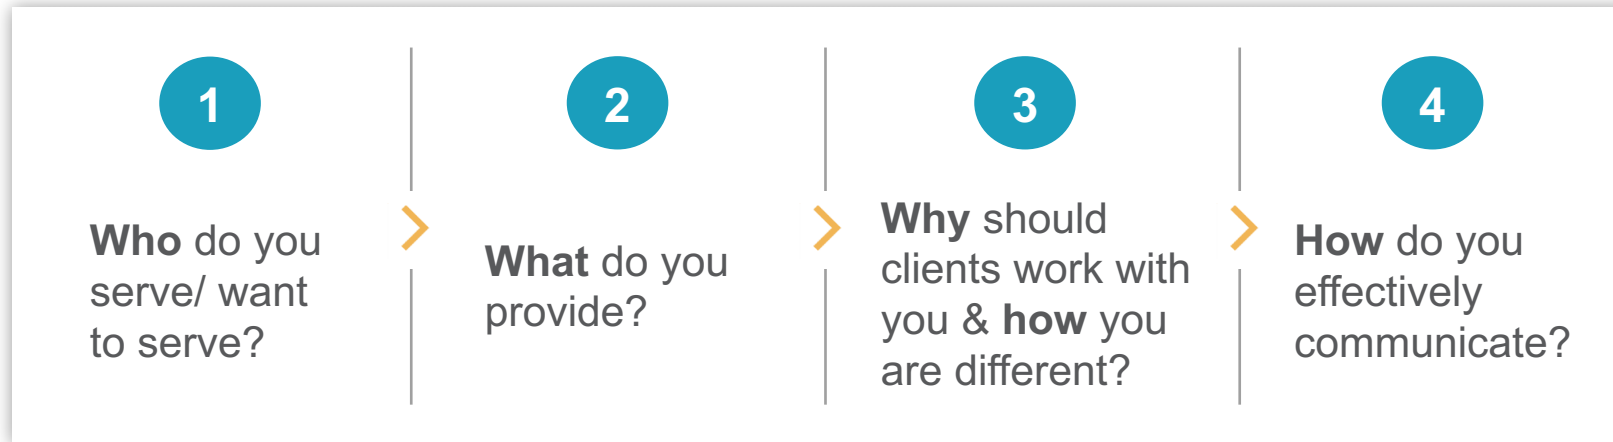 1
Who do you
serve/ want
to serve?
2
What do you
provide?
3
Why should
clients work with
you & how you
are different?
4
How do you
effectively
communicate?